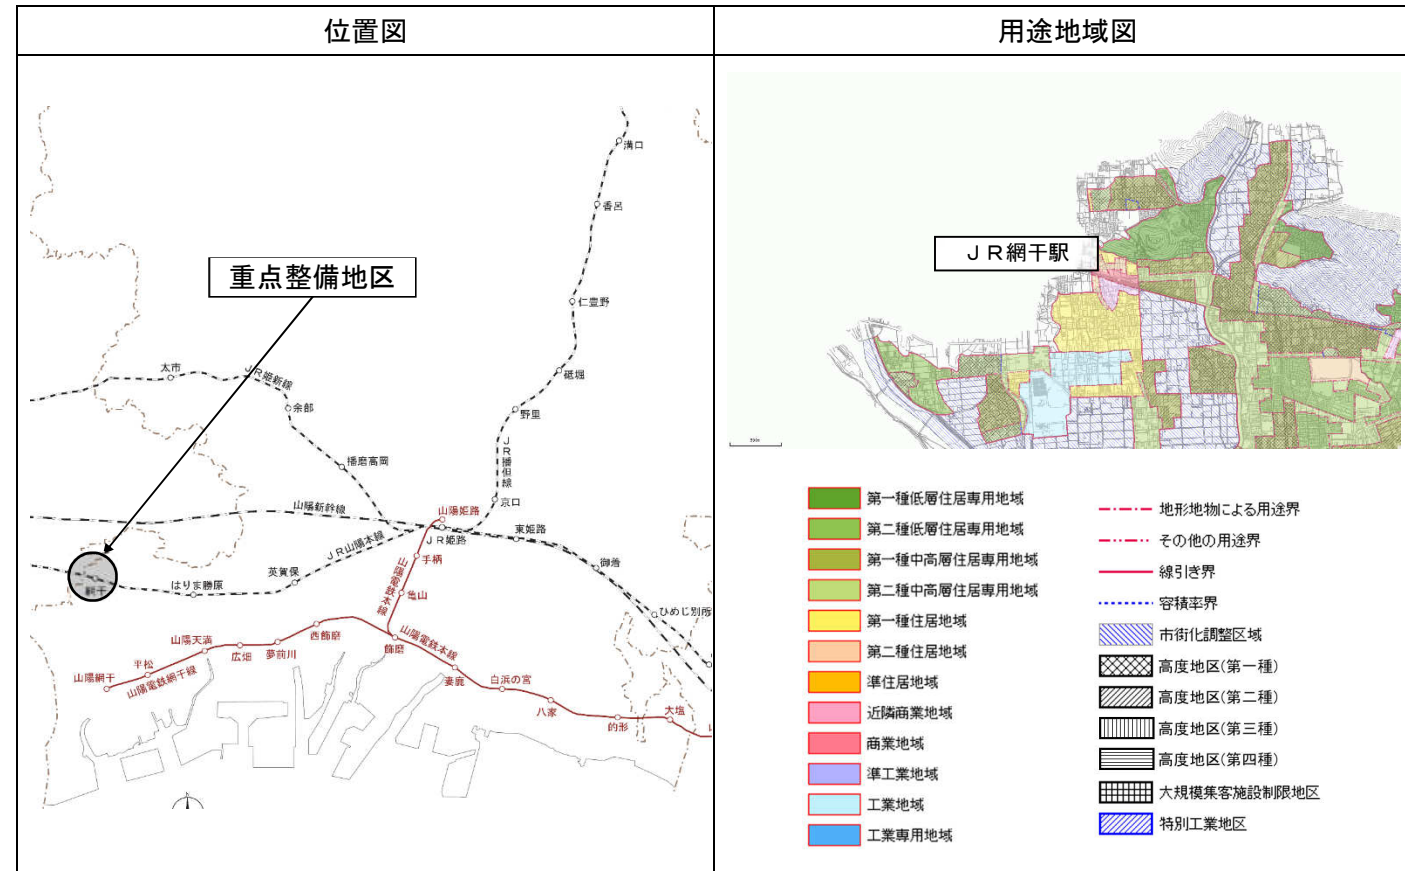 位置図
用途地域図
溝口
香呂
重点整備地区
仁豊野
太市
JR姫新線
砥堀
余部
野里
JR播但線
播磨高岡
京口
山陽新幹線
山陽姫路
JR姫路
東姫路
JR山陽本線
手柄
御着
網干
はりま勝原
英賀保
亀山
山陽電鉄本線
ひめじ別所
西飾磨
山陽電鉄本線
山陽天満
広畑
夢前川
飾磨
平松
山陽網干
山陽電鉄網干線
妻鹿
白浜の宮
八家
的形
大塩
JR網干駅
第一種低層住居専用地域
第二種低層住居専用地域
第一種中高層住居専用地域
第二種中高層住居専用地域
第一種住居地域
第二種住居地域
準住居地域
近隣商業地域
商業地域
準工業地域
工業地域
工業専用地域
地形地物による用途界
その他の用途界
線引き界
容積率界
市街化調整区域
高度地区(第一種)
高度地区(第二種)
高度地区(第三種)
高度地区(第四種)
大規模集客施設制限地区
特別工業地区